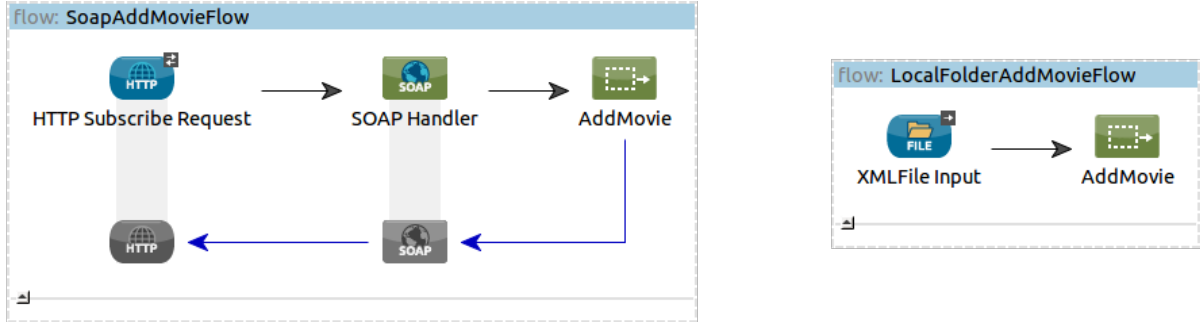 flow: SoapAddMovieFlow
HTTP
SOAP
HTTP Subscribe Request
SOAP Handler
AddMovie
HTTP
SOAP
flow: LocalFolderAddMovieFlow
FILE
XMLFile Input
AddMovie